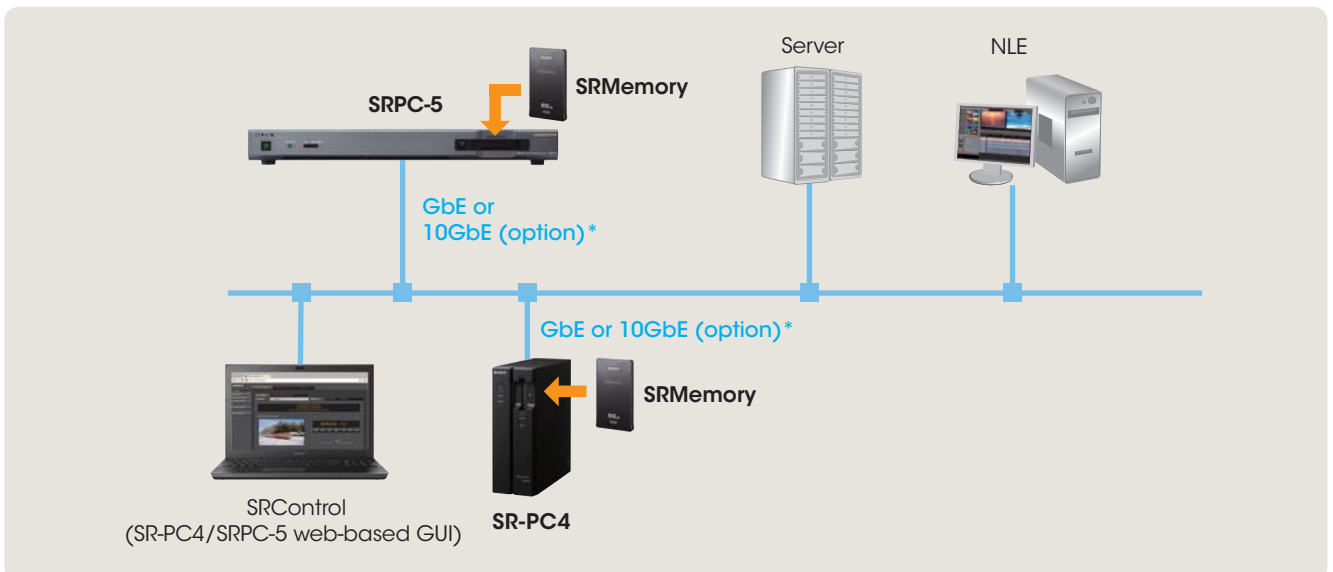 Server
NLE
SRMemory
SRPC-5
GbE or
10GbE (option)*
GbE or 10GbE (option)*
SRMemory
SRControl
(SR-PC4/SRPC-5 web-based GUI)
SR-PC4